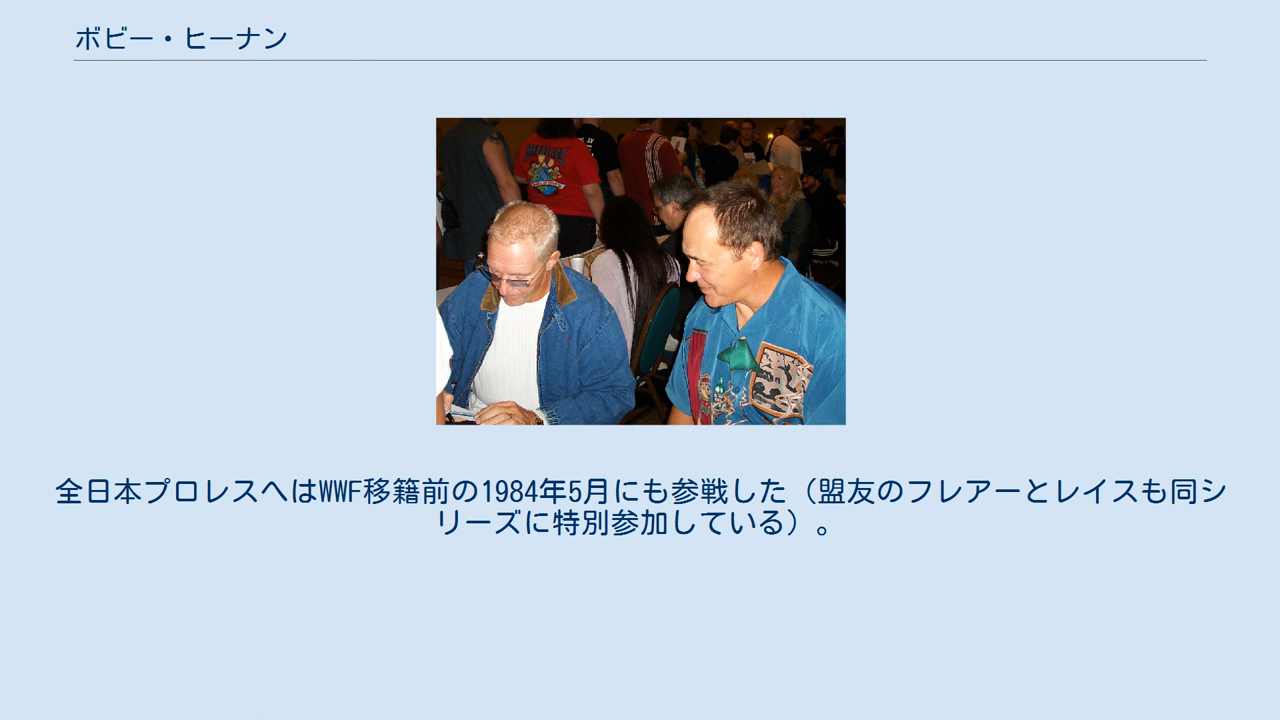 ボビー・ヒーナン
METALLICA
全日本プロレスへはWWF移籍前の1984年5月にも参戦した（盟友のフレアーとレイスも同シ
リーズに特別参加している）。